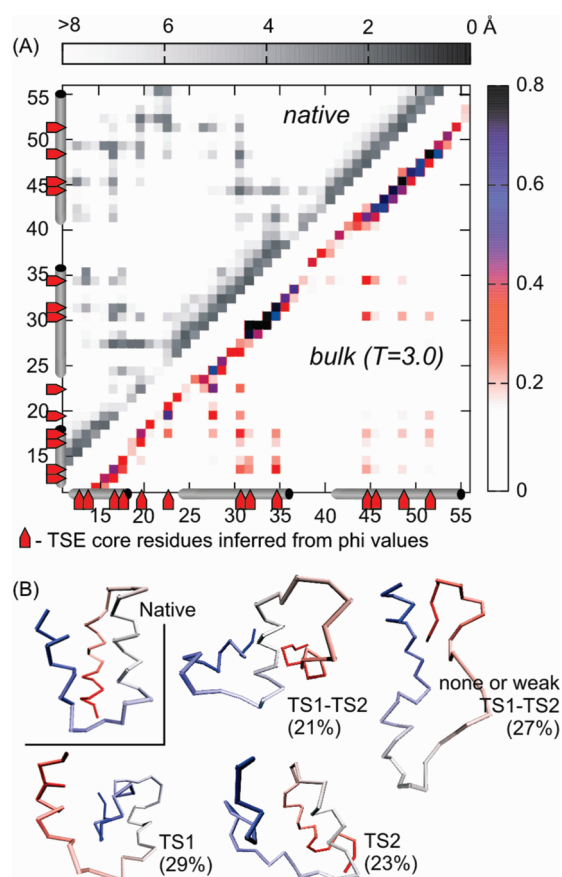 >8 6 4 2 0 Å
(A)
native
bulk (T=3.0)
55
50
45
40
35
30
25
20
15
15 20 25 30 35 40 45 50 55
0.8
0.6
0.4
0.2
0
- TSE core residues inferred from phi values
(B)
Native
TS1-TS2
(21%)
none or weak
TS1-TS2
(27%)
TS1
(29%)
TS2
(23%)